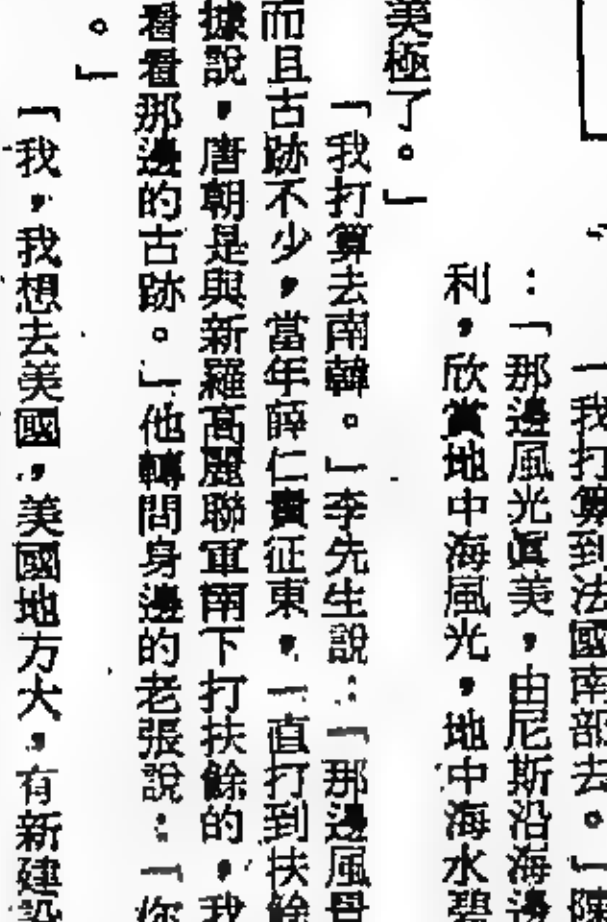 「我打算到法國南部去。」陳
：「那邊風光眞美，由尼斯沿海邊
利，欣賞地中海風光，地中海水碧
美極了。」
「我打算去南韓。」李先生說：「那邊風景
而且古跡不少，當年薛仁貴征東，一直打到扶餘
據說，唐朝是與新羅高麗聯軍南下打扶餘的，我
看看那邊的古跡。」他轉問身邊的老張說：「你
。」
「我，我想去美國，美國地方大，有新建設